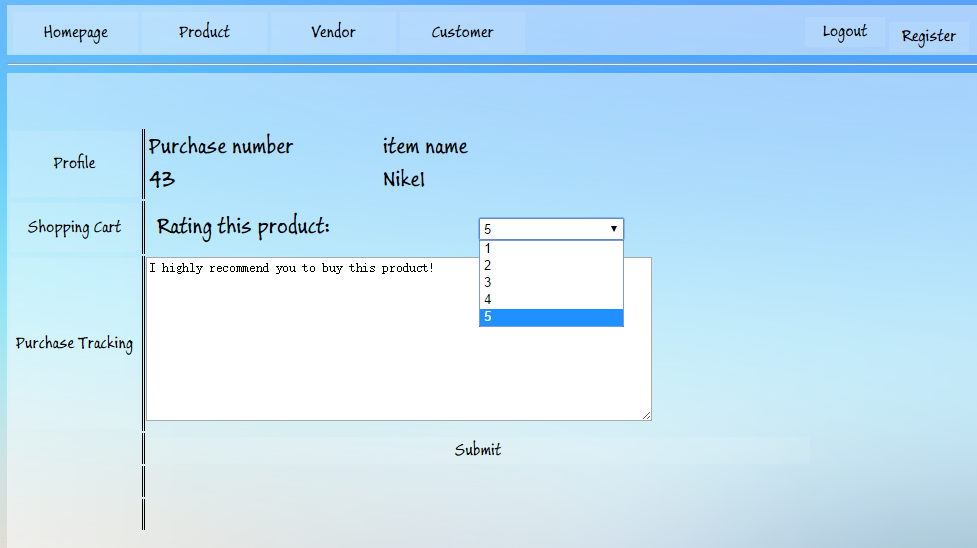 Homepage Product Vendor Customer Logout Register
Profile
Purchase number item name
43 Nike1
Shopping Cart
Rating this product: 5
1
2
3
4
5
I highly recommend you to buy this product!
Purchase Tracking
Submit